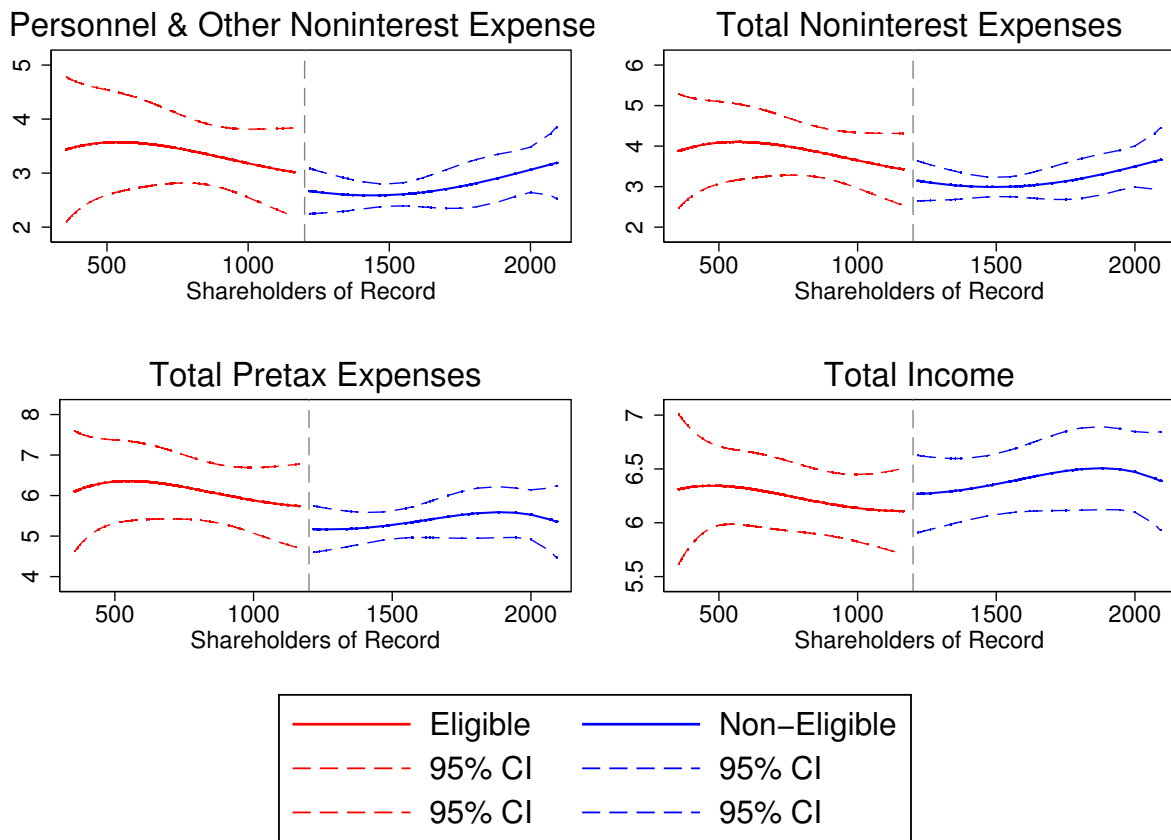 Personnel & Other Noninterest Expense
5
4
3
2
500 1000 1500 2000
Shareholders of Record
Total Noninterest Expenses
6
5
4
3
2
500 1000 1500 2000
Shareholders of Record
Total Pretax Expenses
8
7
6
5
4
500 1000 1500 2000
Shareholders of Record
Total Income
7
6.5
6
5.5
500 1000 1500 2000
Shareholders of Record
Eligible Non−Eligible
95% CI 95% CI
95% CI 95% CI